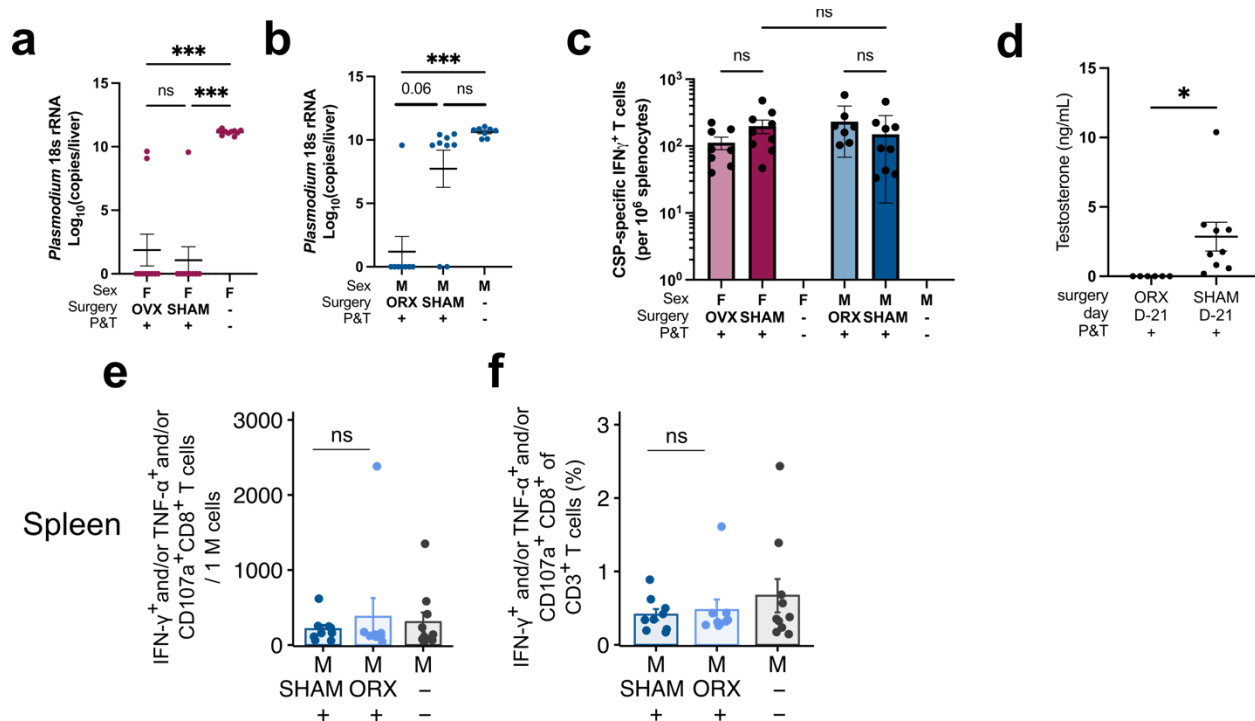 a
***
ns
***
Plasmodium 18s rRNA
Log10(copies/liver)
15
10
5
0
Sex F F F
Surgery OVX SHAM -
P&T + + -
b
***
0.06 ns
Plasmodium 18s rRNA
Log10(copies/liver)
15
10
5
0
M M M
ORX SHAM -
+ + -
c
ns
ns ns
CSP-specific IFNγ+ T cells
(per 10^6 splenocytes)
10^3
10^2
10^1
10^0
Sex F F F M M M
Surgery OVX SHAM - ORX SHAM -
P&T + + - + + -
d
*
Testosterone (ng/mL)
15
10
5
0
surgery ORX SHAM
day D-21 D-21
P&T + +
Spleen
e
ns
IFN-γ+ and/or TNF-α+ and/or
CD107a+CD8+ T cells
/ 1 M cells
3000
2000
1000
0
M M M
SHAM ORX –
+ + –
f
ns
IFN-γ+ and/or TNF-α+ and/or
CD107a+ CD8+ of
CD3+ T cells (%)
3
2
1
0
M M M
SHAM ORX –
+ + –